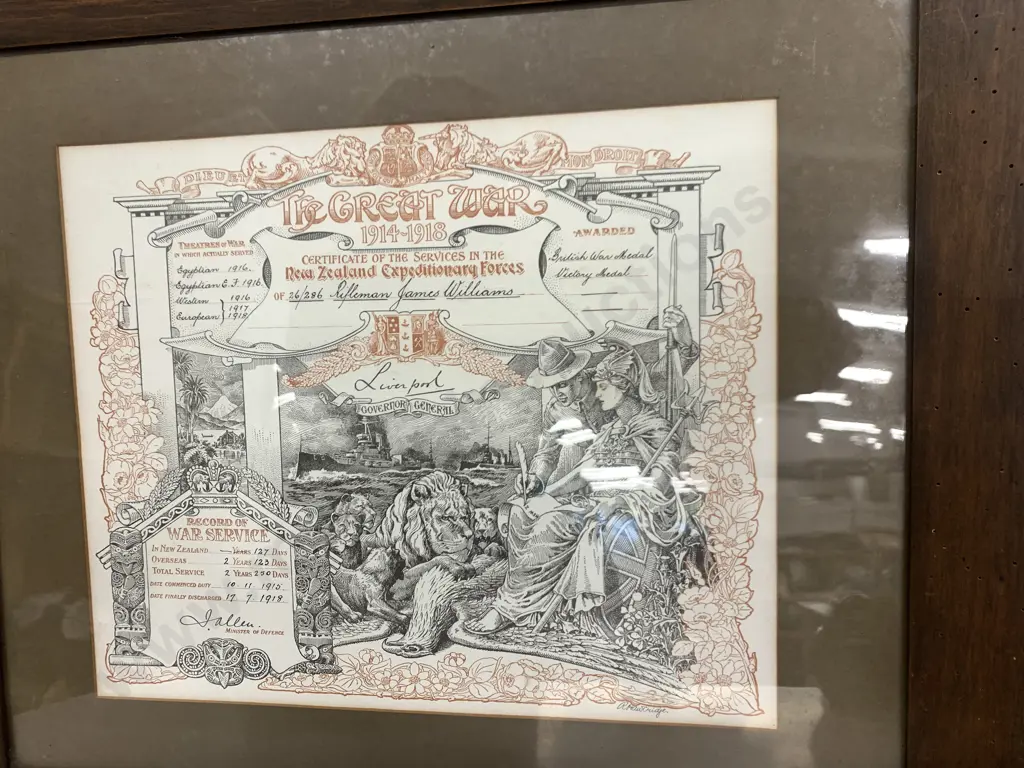 DIEU ET
MON DROIT
The GREAT WAR
1914-1918
CERTIFICATE OF THE SERVICES IN THE
New Zealand Expeditionary Forces
OF 26/286 Rifleman James Williams
THEATRES OF WAR
IN WHICH ACTUALLY SERVED
Egyptian 1916.
Egyptian E.F. 1916
Western 1916
European 1917
1918
AWARDED
British War Medal
Victory Medal
Liverpool
GOVERNOR GENERAL
RECORD OF
WAR SERVICE
IN NEW ZEALAND — YEARS 127 DAYS
OVERSEAS 2 YEARS 123 DAYS
TOTAL SERVICE 2 YEARS 250 DAYS
DATE COMMENCED DUTY 10 11 1915
DATE FINALLY DISCHARGED 17 7 1918
J. Allen.
MINISTER OF DEFENCE